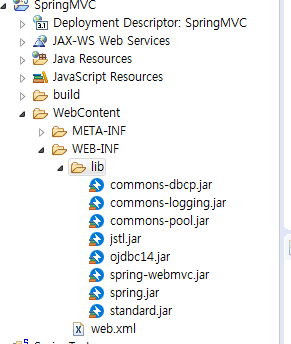 SpringMVC
3.1 Deployment Descriptor: SpringMVC
JAX-WS Web Services
Java Resources
JavaScript Resources
build
WebContent
META-INF
WEB-INF
lib
commons-dbcp.jar
commons-logging.jar
commons-pool.jar
jstl.jar
ojdbc14.jar
spring-webmvc.jar
spring.jar
standard.jar
web.xml